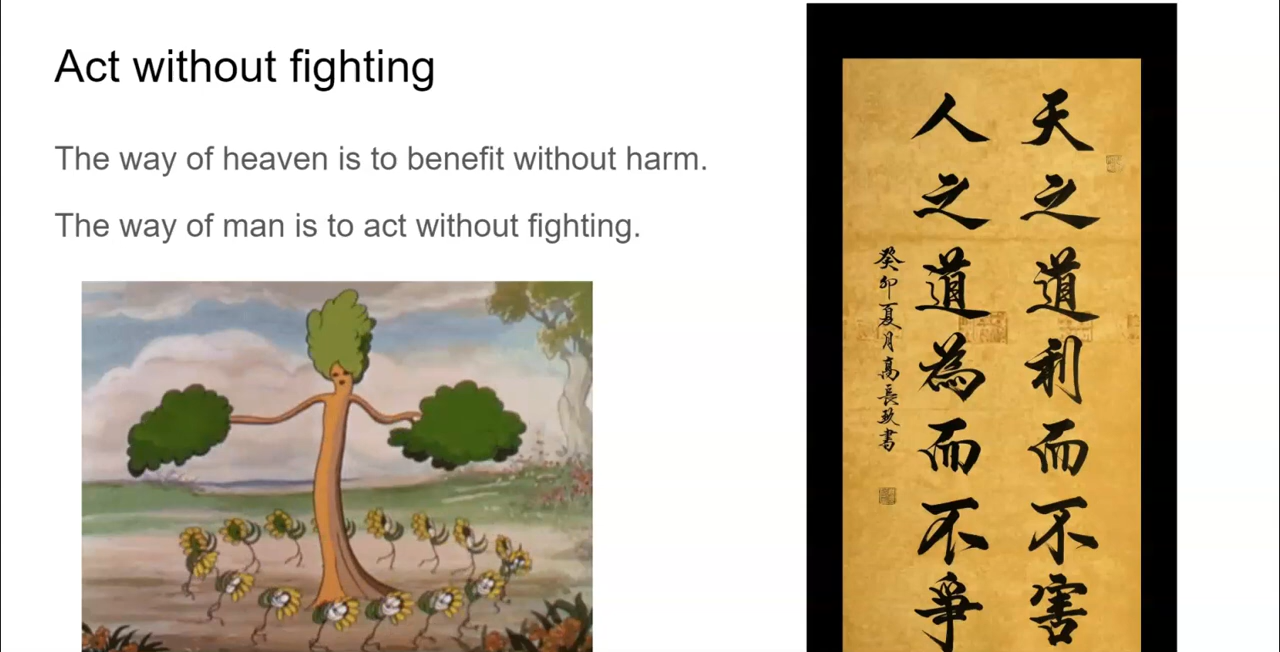 Act without fighting
The way of heaven is to benefit without harm.
The way of man is to act without fighting.
天之道利而不害
人之道為而不爭
癸卯夏月高長玖書